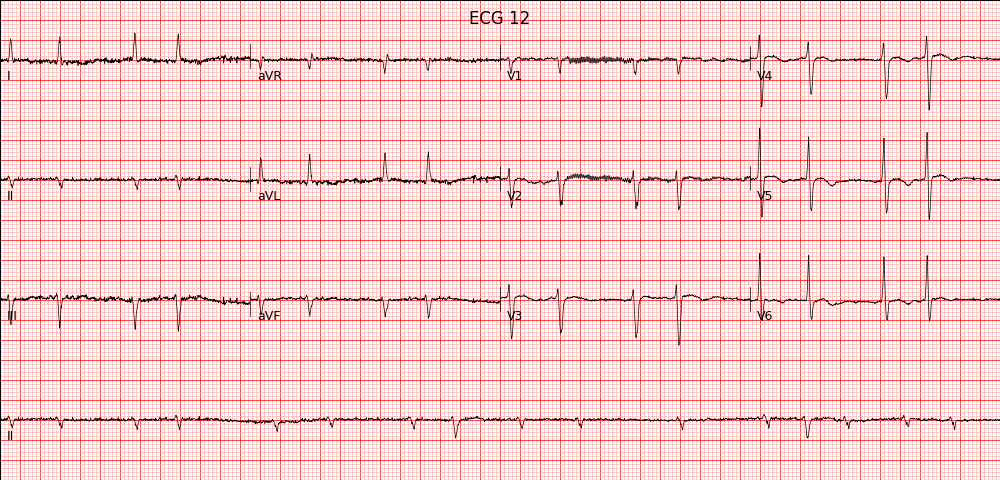 ECG 12
I aVR V1 V4
II aVL V2 V5
III aVF V3 V6
II